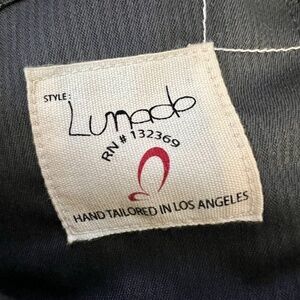 STYLE:
Lunado
RN # 132369
HAND TAILORED IN LOS ANGELES